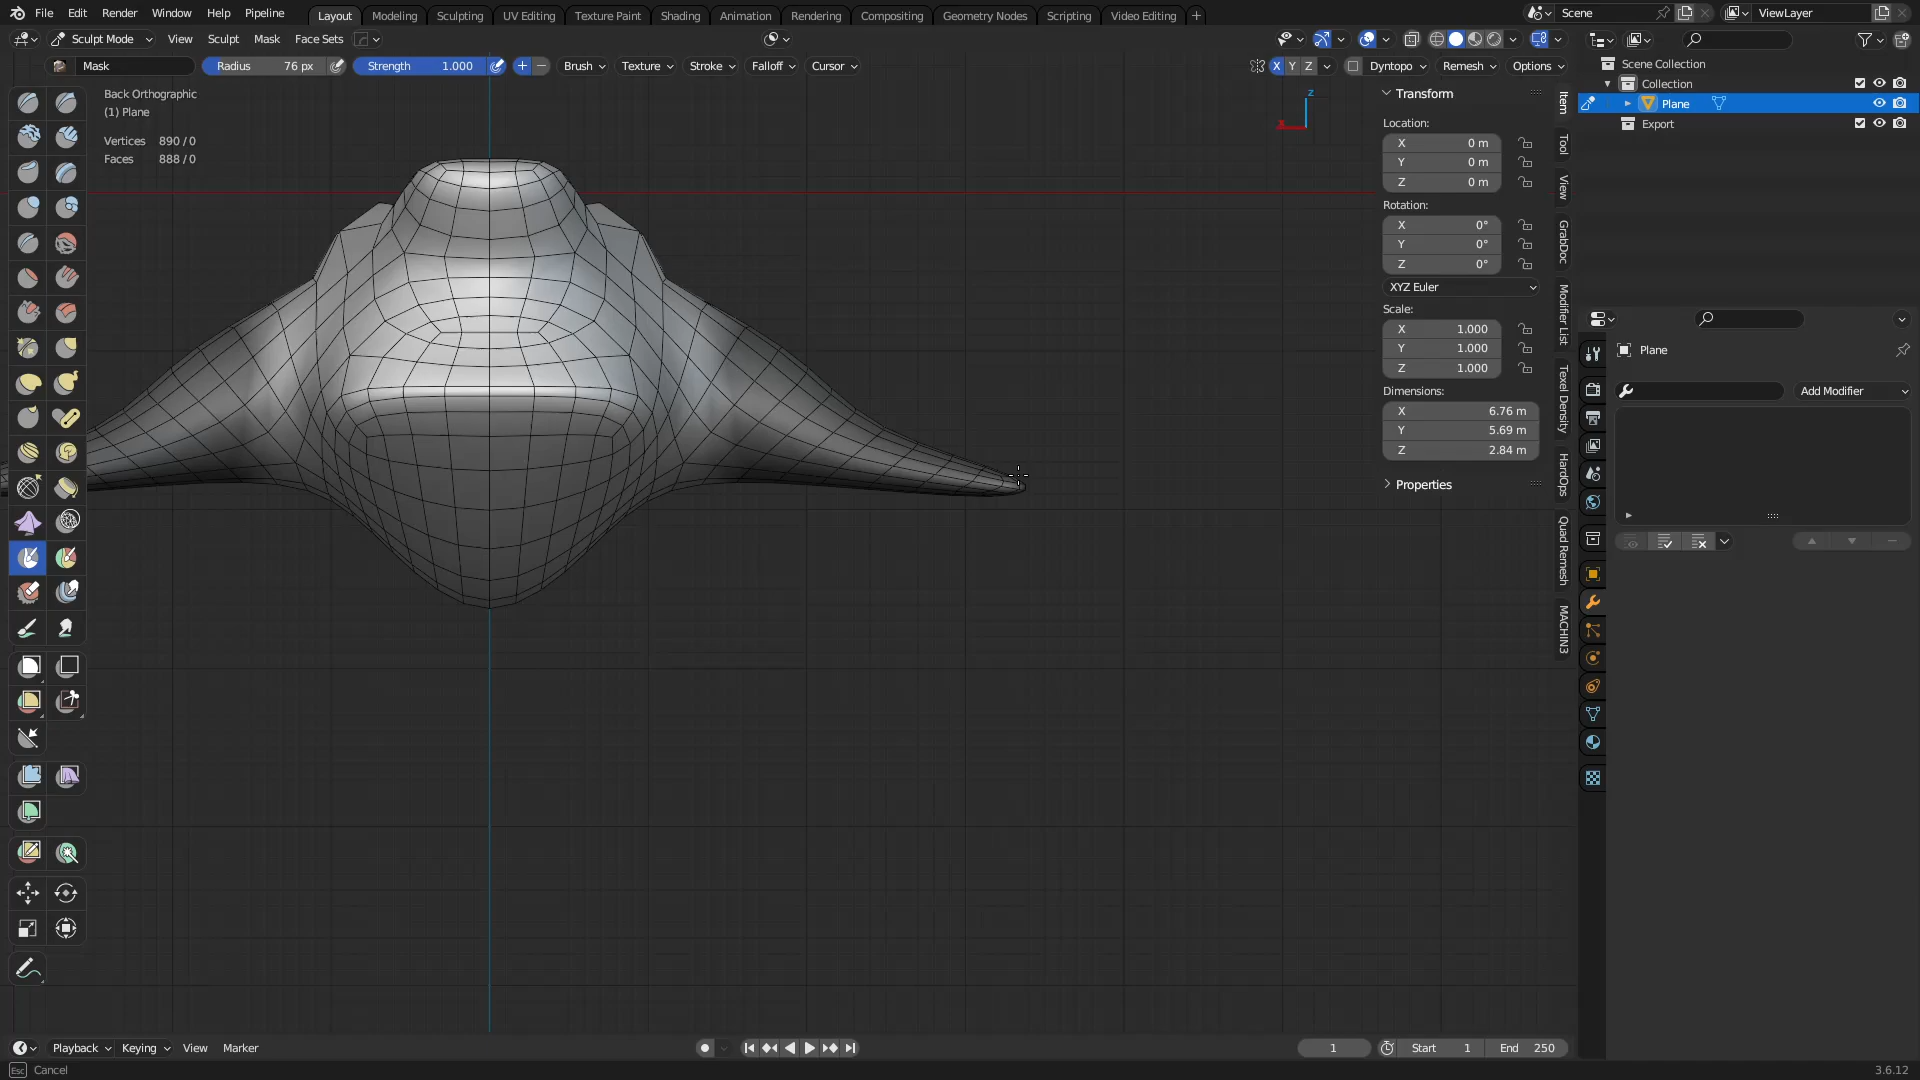 File Edit Render Window Help Pipeline Layout Modeling Sculpting UV Editing Texture Paint Shading Animation Rendering Compositing Geometry Nodes Scripting Video Editing Scene ViewLayer
Sculpt Mode View Sculpt Mask Face Sets
Mask Radius 76 px Strength 1.000 Brush Texture Stroke Falloff Cursor X Y Z Dyntopo Remesh Options
Scene Collection
Collection
Plane
Export
Back Orthographic
(1) Plane
Vertices 890 / 0
Faces 888 / 0
Z
X
Transform
Location:
X 0 m
Y 0 m
Z 0 m
Rotation:
X 0°
Y 0°
Z 0°
XYZ Euler
Scale:
X 1.000
Y 1.000
Z 1.000
Dimensions:
X 6.76 m
Y 5.69 m
Z 2.84 m
Properties
Item
Tool
View
GrabDoc
Modifier List
Texel Density
HardOps
Quad Remesh
MACHIN3
Plane
Add Modifier
Playback Keying View Marker 1 Start 1 End 250
Esc Cancel 3.6.12